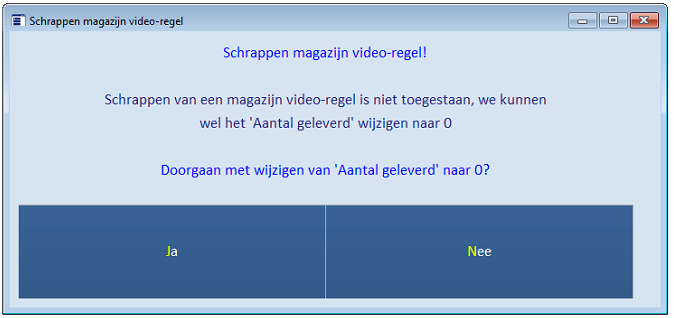 Schrappen magazijn video-regel
Schrappen magazijn video-regel!
Schrappen van een magazijn video-regel is niet toegestaan, we kunnen
wel het 'Aantal geleverd' wijzigen naar 0
Doorgaan met wijzigen van 'Aantal geleverd' naar 0?
Ja
Nee